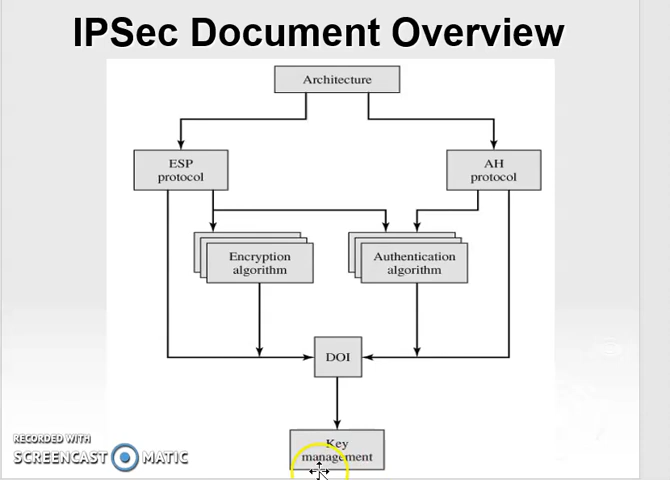 IPSec Document Overview
Architecture
ESP
protocol
AH
protocol
Encryption
algorithm
Authentication
algorithm
DOI
Key
management
RECORDED WITH
SCREENCAST MATIC